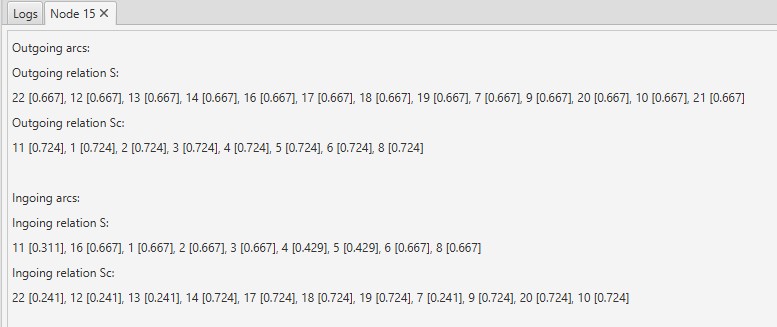 Logs Node 15 ×
Outgoing arcs:
Outgoing relation S:
22 [0.667], 12 [0.667], 13 [0.667], 14 [0.667], 16 [0.667], 17 [0.667], 18 [0.667], 19 [0.667], 7 [0.667], 9 [0.667], 20 [0.667], 10 [0.667], 21 [0.667]
Outgoing relation Sc:
11 [0.724], 1 [0.724], 2 [0.724], 3 [0.724], 4 [0.724], 5 [0.724], 6 [0.724], 8 [0.724]
Ingoing arcs:
Ingoing relation S:
11 [0.311], 16 [0.667], 1 [0.667], 2 [0.667], 3 [0.667], 4 [0.429], 5 [0.429], 6 [0.667], 8 [0.667]
Ingoing relation Sc:
22 [0.241], 12 [0.241], 13 [0.241], 14 [0.724], 17 [0.724], 18 [0.724], 19 [0.724], 7 [0.241], 9 [0.724], 20 [0.724], 10 [0.724]